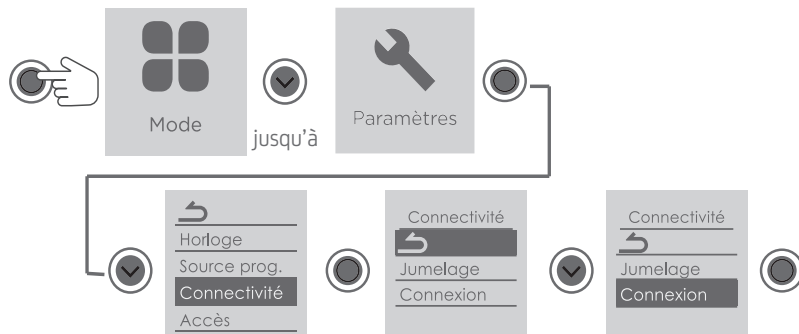 Mode
jusqu'à
Paramètres
Horloge
Source prog.
Connectivité
Accès
Connectivité
Jumelage
Connexion
Connectivité
Jumelage
Connexion